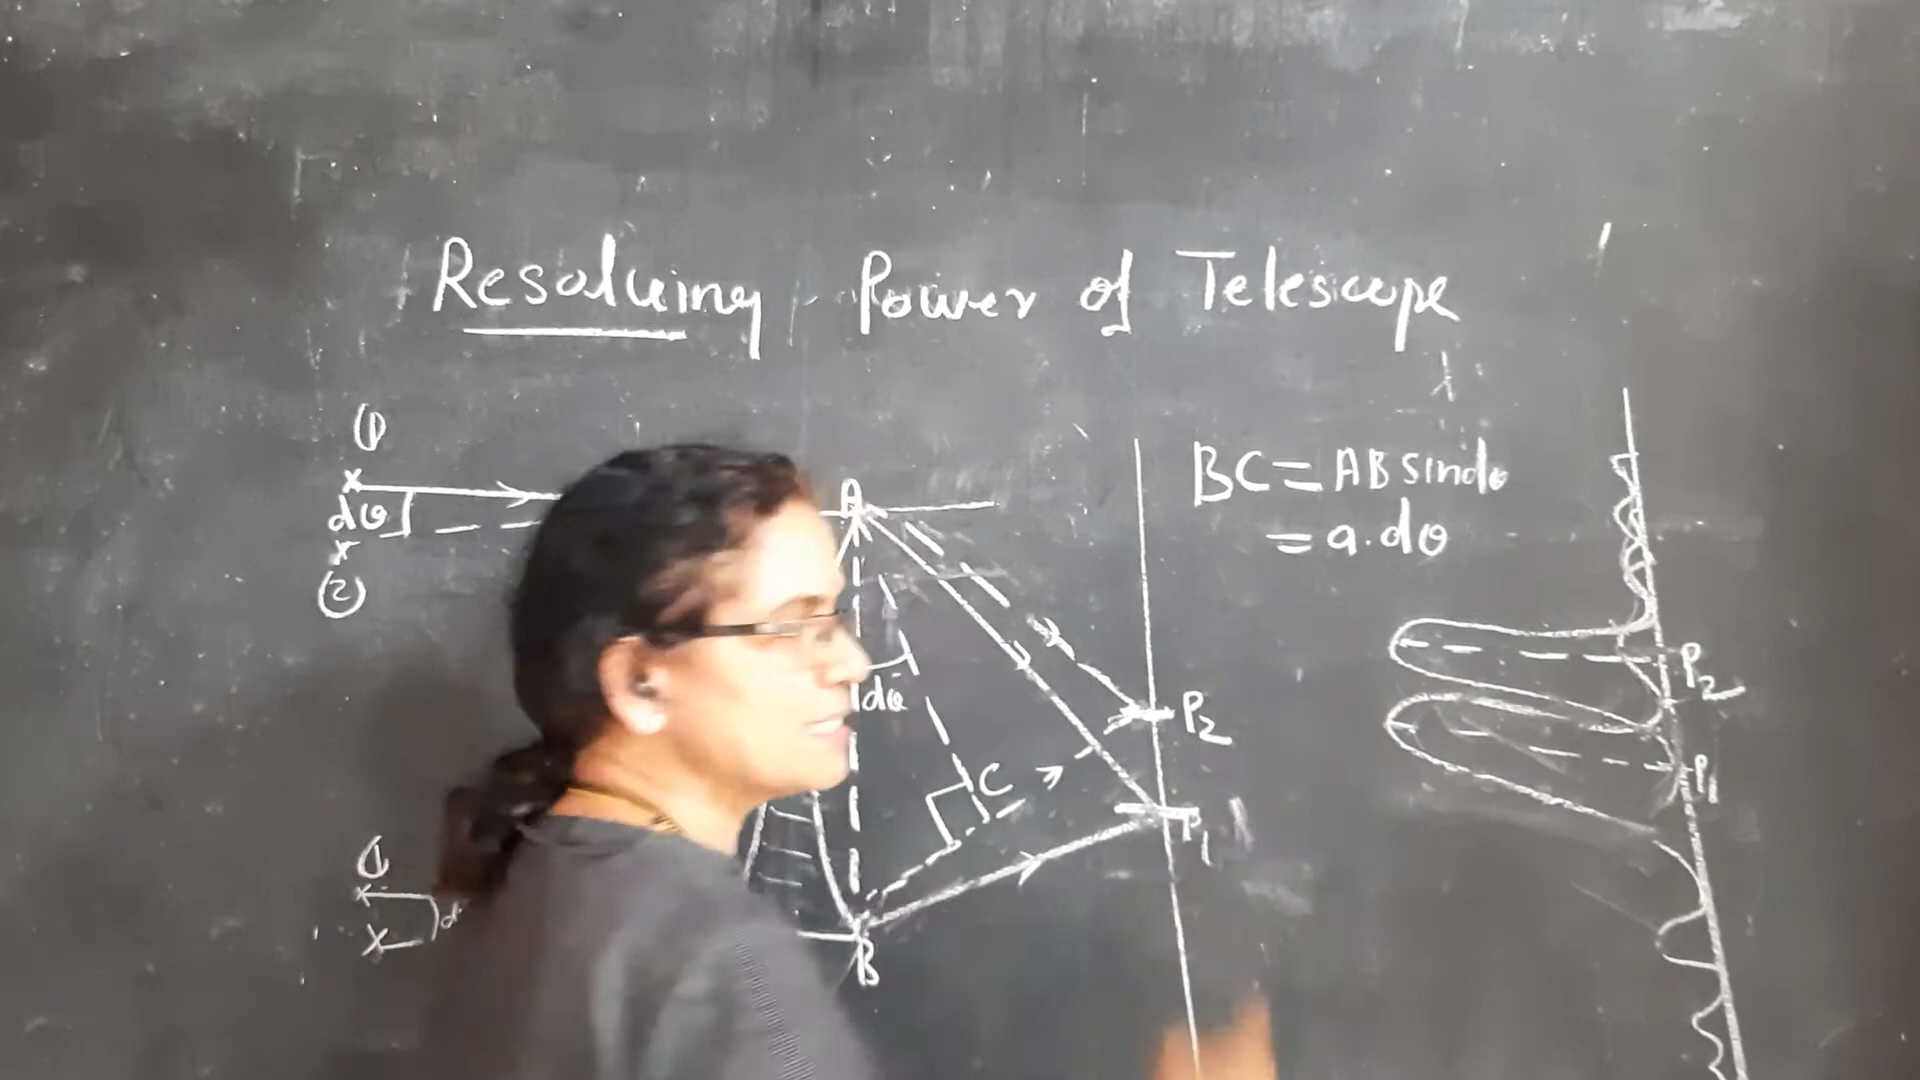 Resolving Power of Telescope
λ
①
x
dθ
x
②
A
BC = AB sindθ
= a.dθ
dθ
C
P2
P1
B
P2
P1
①
x
x